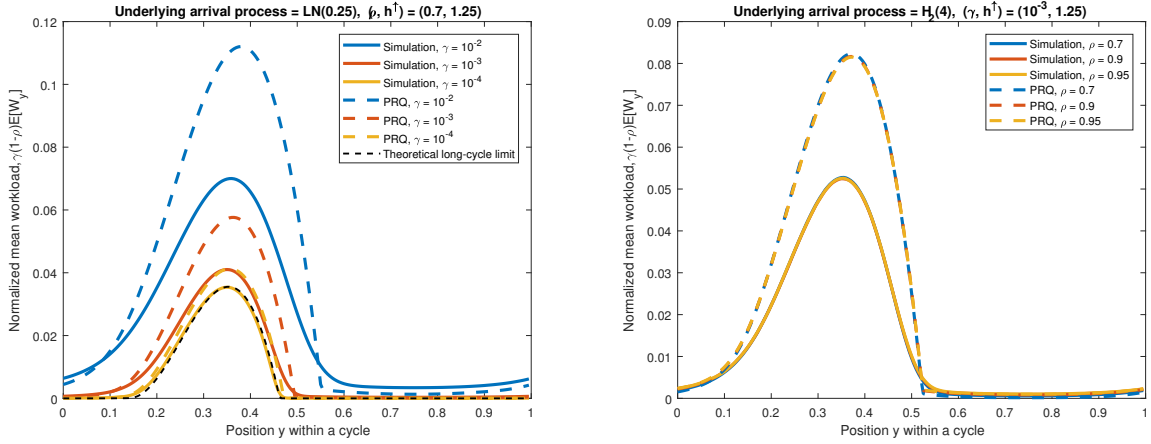 Underlying arrival process = LN(0.25), (ρ, h†) = (0.7, 1.25)
Normalized mean workload, γ(1-ρ)E[W_y]
0.12
0.1
0.08
0.06
0.04
0.02
0
Simulation, γ = 10^-2
Simulation, γ = 10^-3
Simulation, γ = 10^-4
PRQ, γ = 10^-2
PRQ, γ = 10^-3
PRQ, γ = 10^-4
Theoretical long-cycle limit
0 0.1 0.2 0.3 0.4 0.5 0.6 0.7 0.8 0.9 1
Position y within a cycle
Underlying arrival process = H_2(4), (γ, h†) = (10^-3, 1.25)
Normalized mean workload, γ(1-ρ)E[W_y]
0.09
0.08
0.07
0.06
0.05
0.04
0.03
0.02
0.01
0
Simulation, ρ = 0.7
Simulation, ρ = 0.9
Simulation, ρ = 0.95
PRQ, ρ = 0.7
PRQ, ρ = 0.9
PRQ, ρ = 0.95
0 0.1 0.2 0.3 0.4 0.5 0.6 0.7 0.8 0.9 1
Position y within a cycle